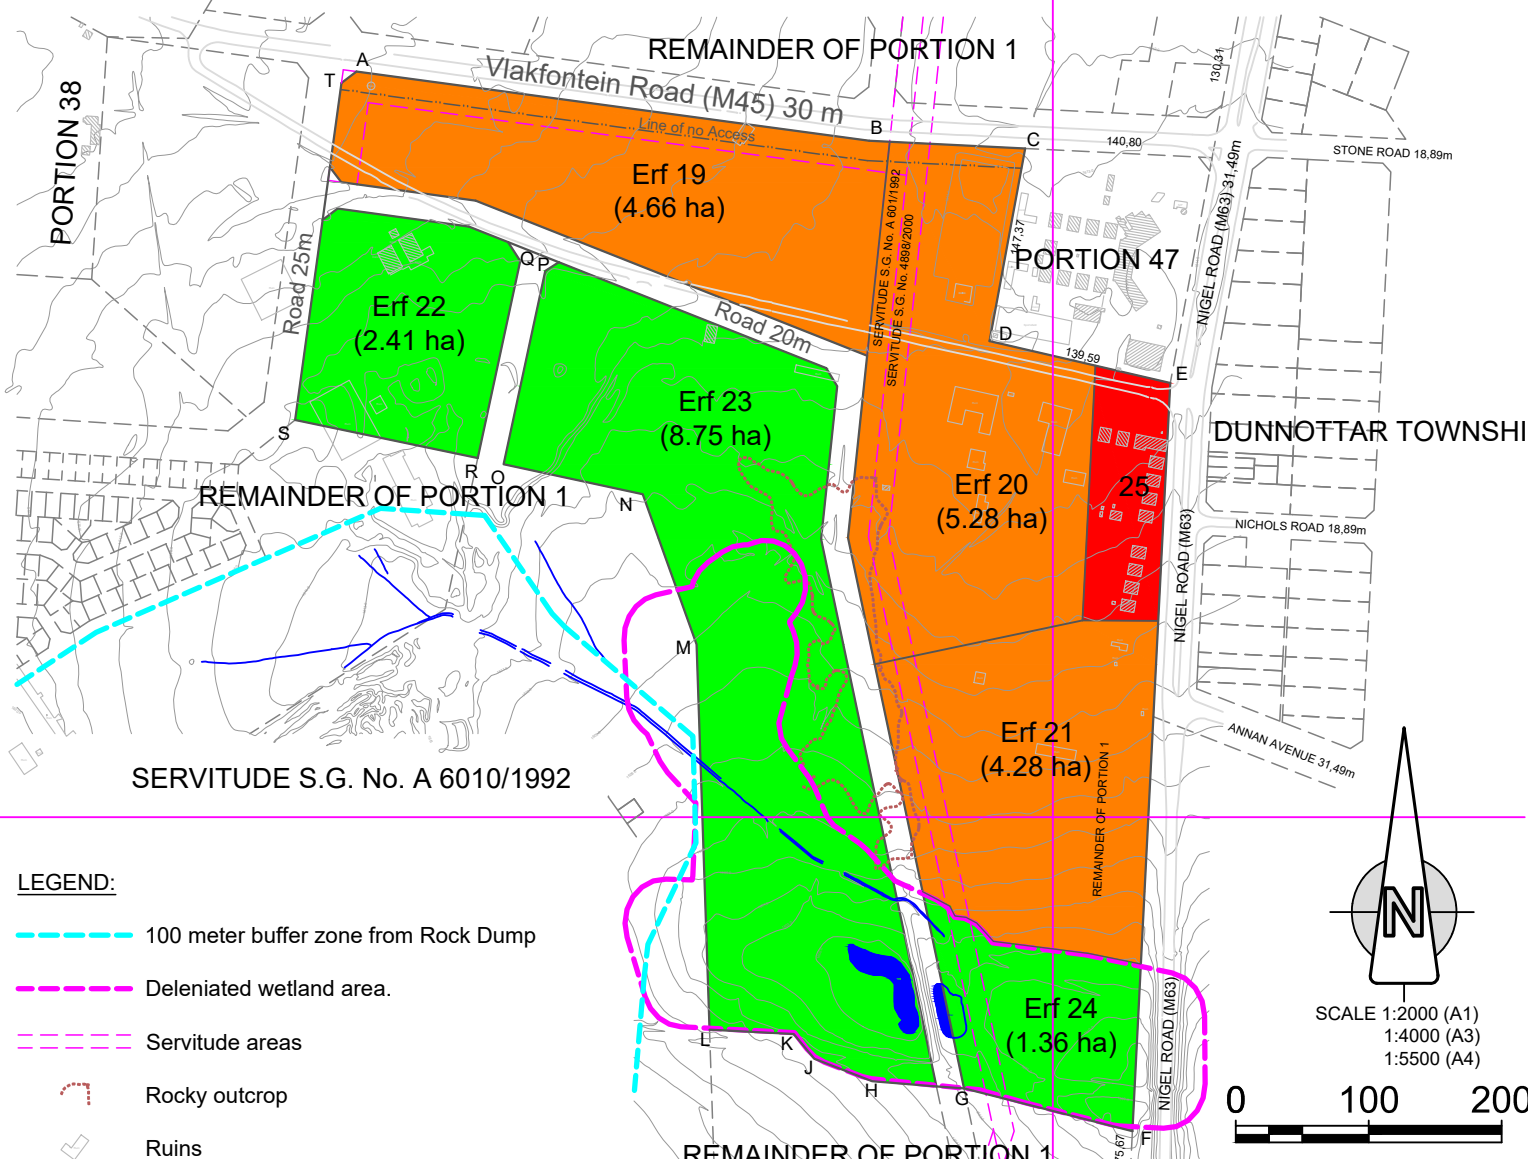 REMAINDER OF PORTION 1
A
T
Vlakfontein Road (M45) 30 m
Line of no Access
B
C
130,31
140,80
STONE ROAD 18,89m
PORTION 38
Erf 19
(4.66 ha)
SERVITUDE S.G. No. A 601/1992
SERVITUDE S.G. No. 4898/2000
147,37
PORTION 47
NIGEL ROAD (M63) 31,49m
Road 25m
Q
P
Erf 22
(2.41 ha)
Road 20m
D
139,59
E
Erf 23
(8.75 ha)
S
DUNNOTTAR TOWNSHI
R
O
REMAINDER OF PORTION 1
N
Erf 20
(5.28 ha)
25
NICHOLS ROAD 18,89m
NIGEL ROAD (M63)
M
Erf 21
(4.28 ha)
REMAINDER OF PORTION 1
ANNAN AVENUE 31,49m
SERVITUDE S.G. No. A 6010/1992
LEGEND:
100 meter buffer zone from Rock Dump
Deleniated wetland area.
Servitude areas
Rocky outcrop
Ruins
N
Erf 24
(1.36 ha)
NIGEL ROAD (M63)
SCALE 1:2000 (A1)
1:4000 (A3)
1:5500 (A4)
L
K
J
H
G
F
0 100 200
REMAINDER OF PORTION 1